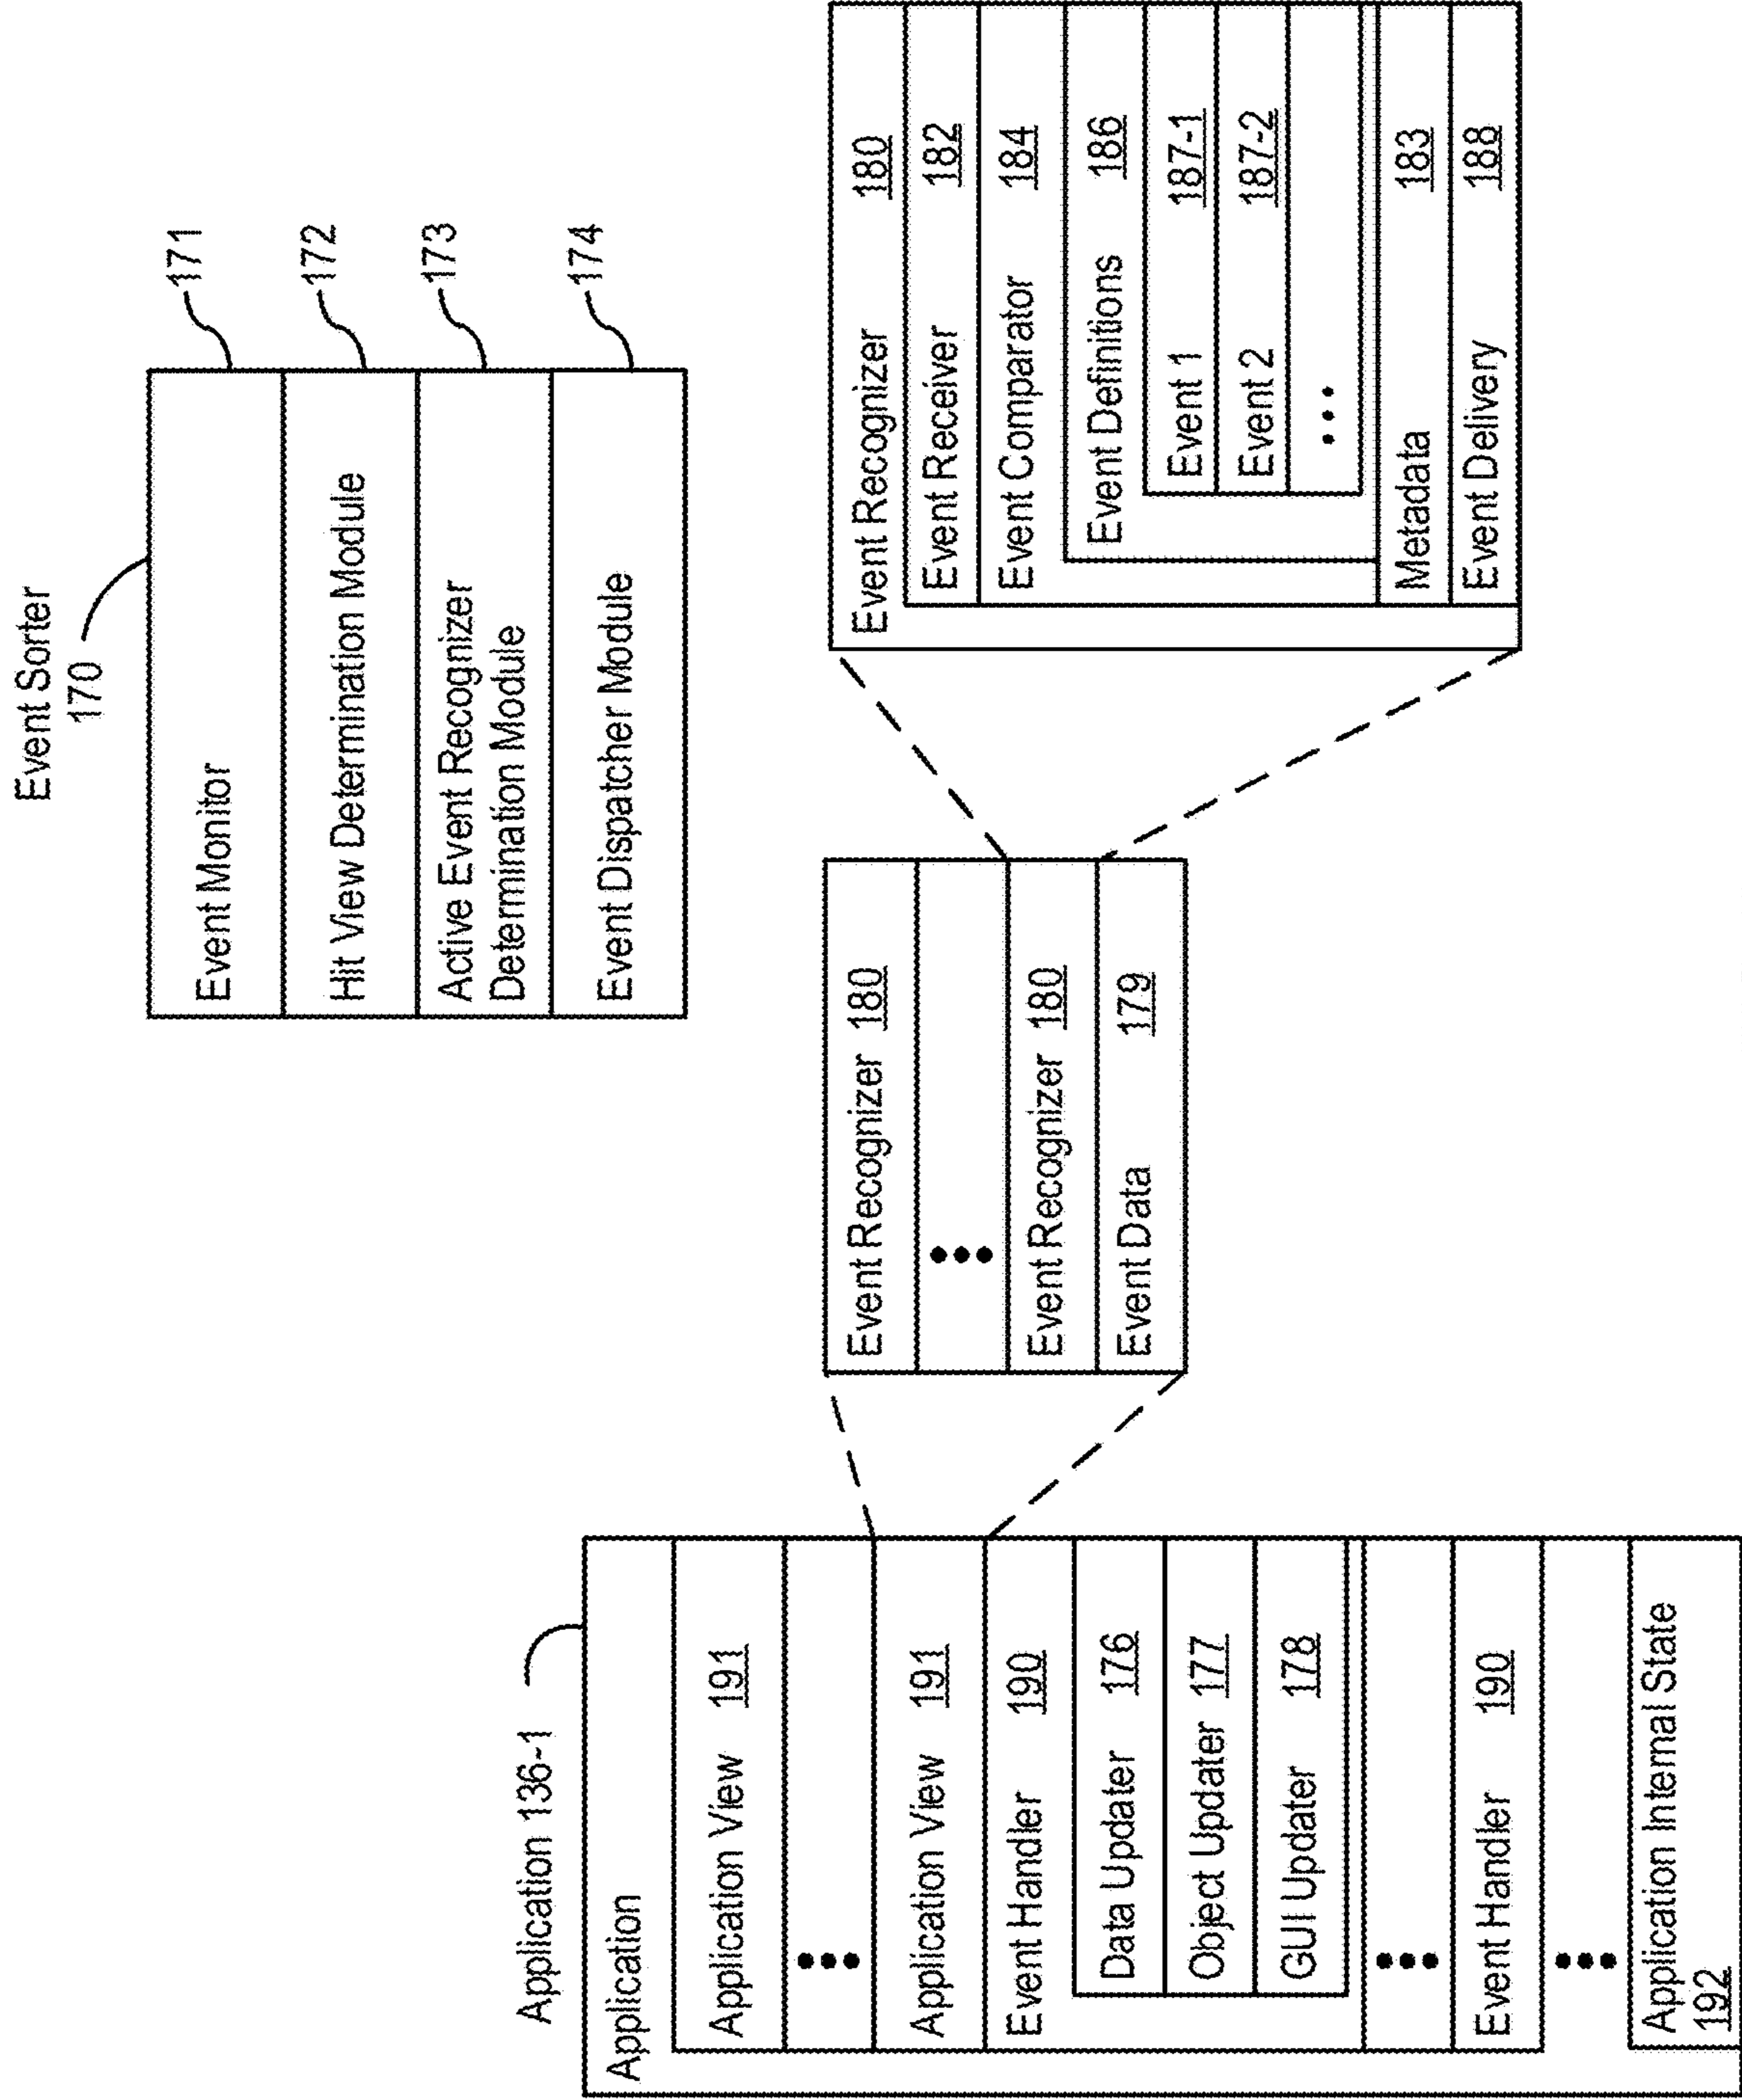 Event Sorter
170
Event Monitor
171
Hit View Determination Module
172
Active Event Recognizer
Determination Module
173
Event Dispatcher Module
174
Application 136-1
Application
Application View 191
•••
Application View 191
Event Handler 190
Data Updater 176
Object Updater 177
GUI Updater 178
•••
Event Handler 190
•••
Application Internal State
192
Event Recognizer 180
•••
Event Recognizer 180
Event Data 179
Event Recognizer 180
Event Receiver 182
Event Comparator 184
Event Definitions 186
Event 1 187-1
Event 2 187-2
•••
Metadata 183
Event Delivery 188